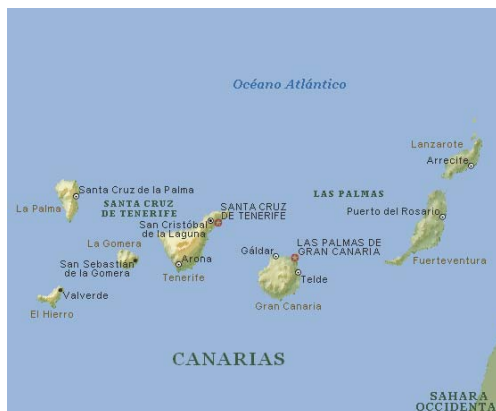 Océano Atlántico
Lanzarote
Arrecife
Santa Cruz de la Palma
La Palma
SANTA CRUZ
DE TENERIFE
LAS PALMAS
SANTA CRUZ
DE TENERIFE
San Cristóbal
de la Laguna
Puerto del Rosario
La Gomera
San Sebastián
de la Gomera
Arona
Tenerife
Gáldar
LAS PALMAS DE
GRAN CANARIA
Telde
Fuerteventura
Valverde
El Hierro
Gran Canaria
CANARIAS
SAHARA
OCCIDENTA